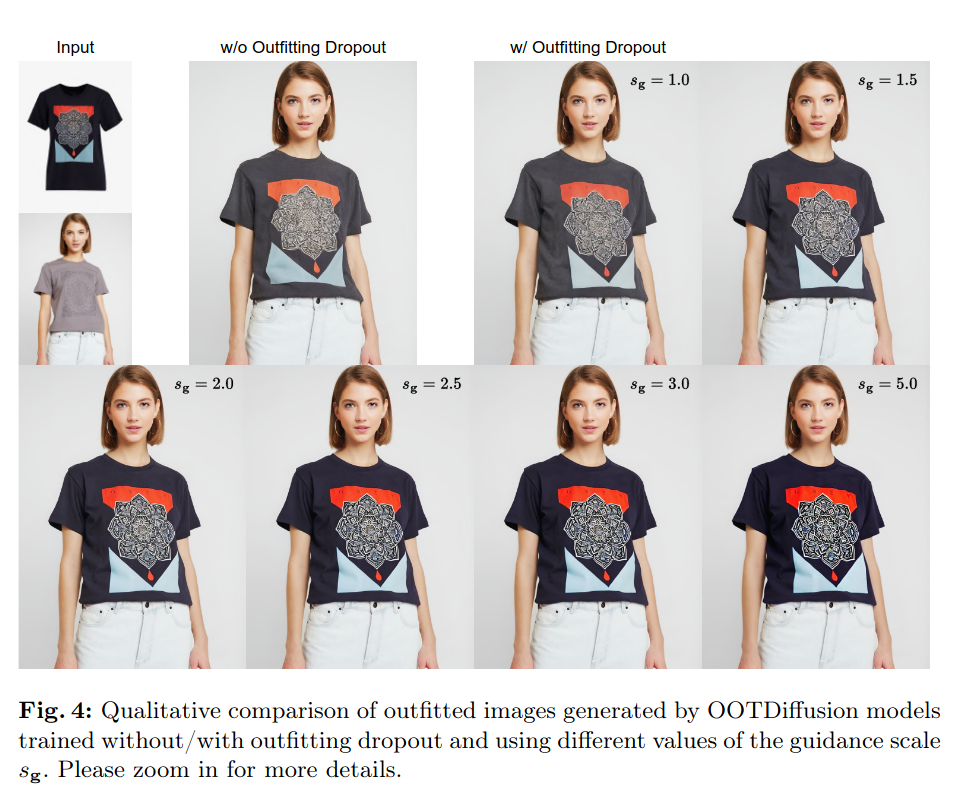 Input
w/o Outfitting Dropout
w/ Outfitting Dropout
s_g = 1.0
s_g = 1.5
s_g = 2.0
s_g = 2.5
s_g = 3.0
s_g = 5.0
Fig. 4: Qualitative comparison of outfitted images generated by OOTDiffusion models
trained without/with outfitting dropout and using different values of the guidance scale
s_g. Please zoom in for more details.